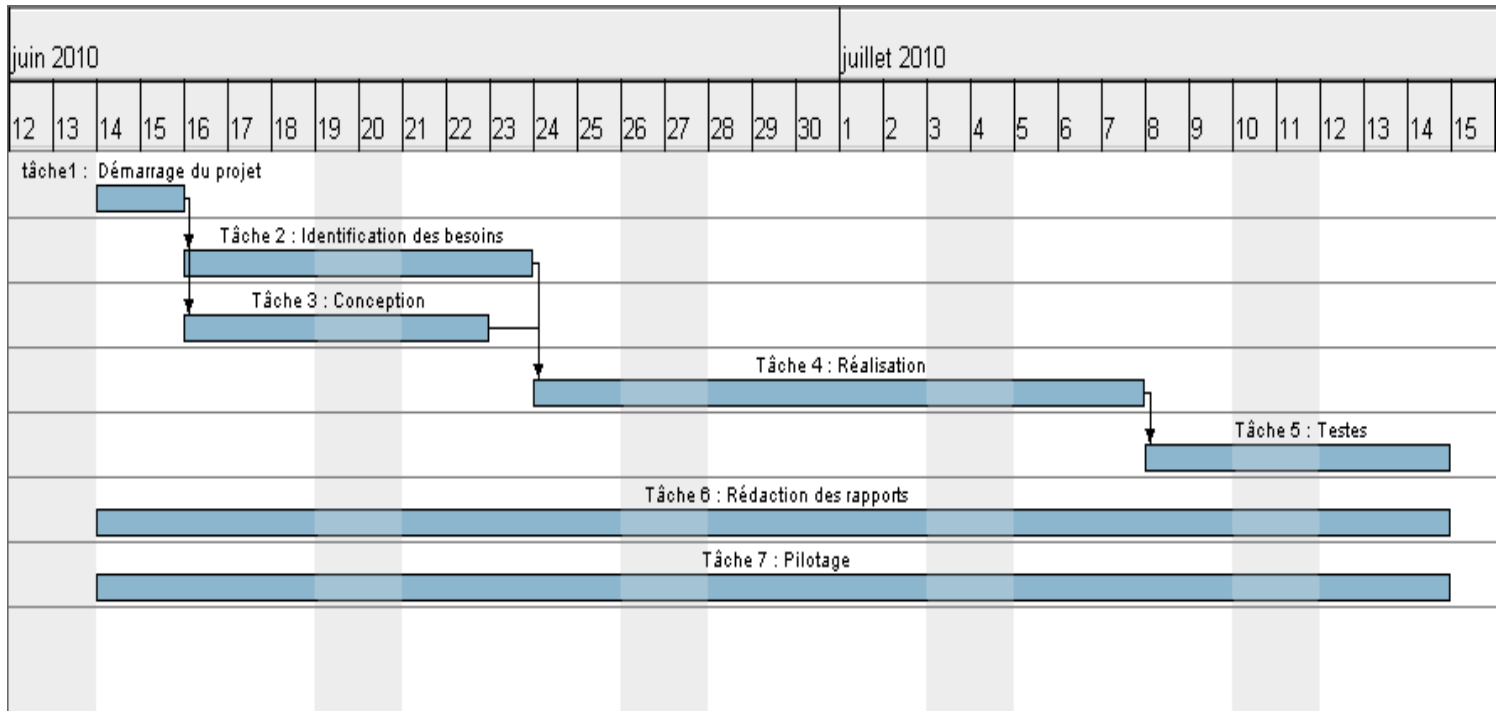 juin 2010 juillet 2010
12 13 14 15 16 17 18 19 20 21 22 23 24 25 26 27 28 29 30 1 2 3 4 5 6 7 8 9 10 11 12 13 14 15
tâche1 : Démarrage du projet
Tâche 2 : Identification des besoins
Tâche 3 : Conception
Tâche 4 : Réalisation
Tâche 5 : Testes
Tâche 6 : Rédaction des rapports
Tâche 7 : Pilotage